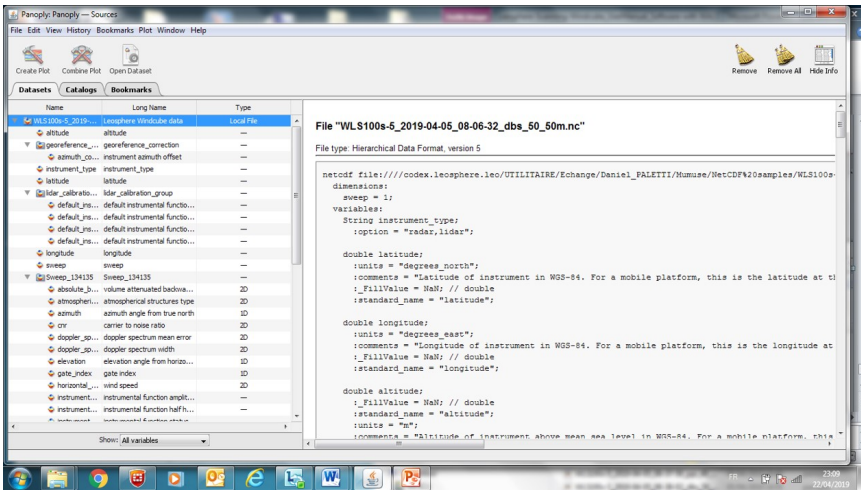 Panoply: Panoply — Sources
File Edit View History Bookmarks Plot Window Help
Create Plot Combine Plot Open Dataset Remove Remove All Hide Info
Datasets Catalogs Bookmarks
Name Long Name Type
WLS100s-5_2019-... Leosphere Windcube data Local File
altitude altitude —
georeference_... georeference_correction —
azimuth_co... instrument azimuth offset —
instrument_type instrument_type —
latitude latitude —
lidar_calibratio... lidar_calibration_group —
default_ins... default instrumental functio... —
default_ins... default instrumental functio... —
default_ins... default instrumental functio... —
default_ins... default instrumental functio... —
longitude longitude —
sweep sweep —
Sweep_134135 Sweep_134135 —
absolute_b... volume attenuated backwa... 2D
atmospheri... atmospherical structures type 2D
azimuth azimuth angle from true north 1D
cnr carrier to noise ratio 2D
doppler_sp... doppler spectrum mean error 2D
doppler_sp... doppler spectrum width 2D
elevation elevation angle from horizo... 1D
gate_index gate index 1D
horizontal_... wind speed 2D
instrument... instrumental function amplit... —
instrument... instrumental function half h... —
instrument... instrumental function status —
Show: All variables
File "WLS100s-5_2019-04-05_08-06-32_dbs_50_50m.nc"
File type: Hierarchical Data Format, version 5
netcdf file:////codex.leosphere.leo/UTILITAIRE/Echange/Daniel_PALETTI/Mumuse/NetCDF%20samples/WLS100s-
dimensions:
sweep = 1;
variables:
String instrument_type;
:option = "radar,lidar";
double latitude;
:units = "degrees_north";
:comments = "Latitude of instrument in WGS-84. For a mobile platform, this is the latitude at th
:_FillValue = NaN; // double
:standard_name = "latitude";
double longitude;
:units = "degrees_east";
:comments = "Longitude of instrument in WGS-84. For a mobile platform, this is the longitude at
:_FillValue = NaN; // double
:standard_name = "longitude";
double altitude;
:_FillValue = NaN; // double
:standard_name = "altitude";
:units = "m";
:comments = "Altitude of instrument above mean sea level in WGS-84. For a mobile platform, this
FR
23:09
22/04/2019